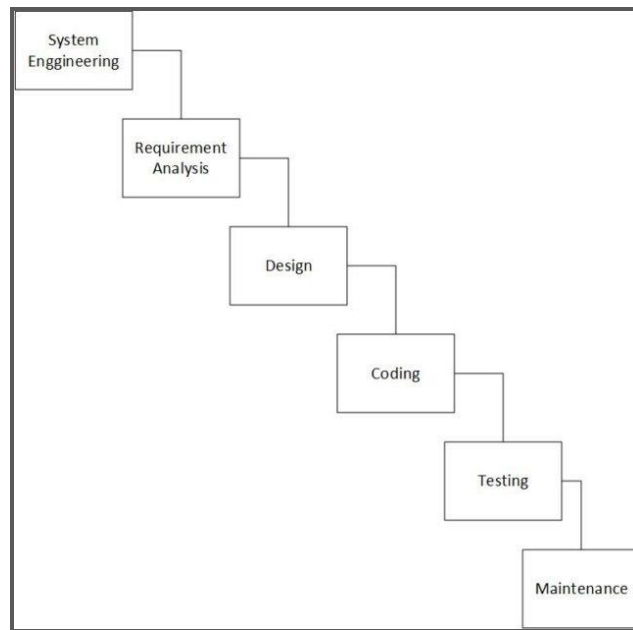 System
Enggineering
Requirement
Analysis
Design
Coding
Testing
Maintenance